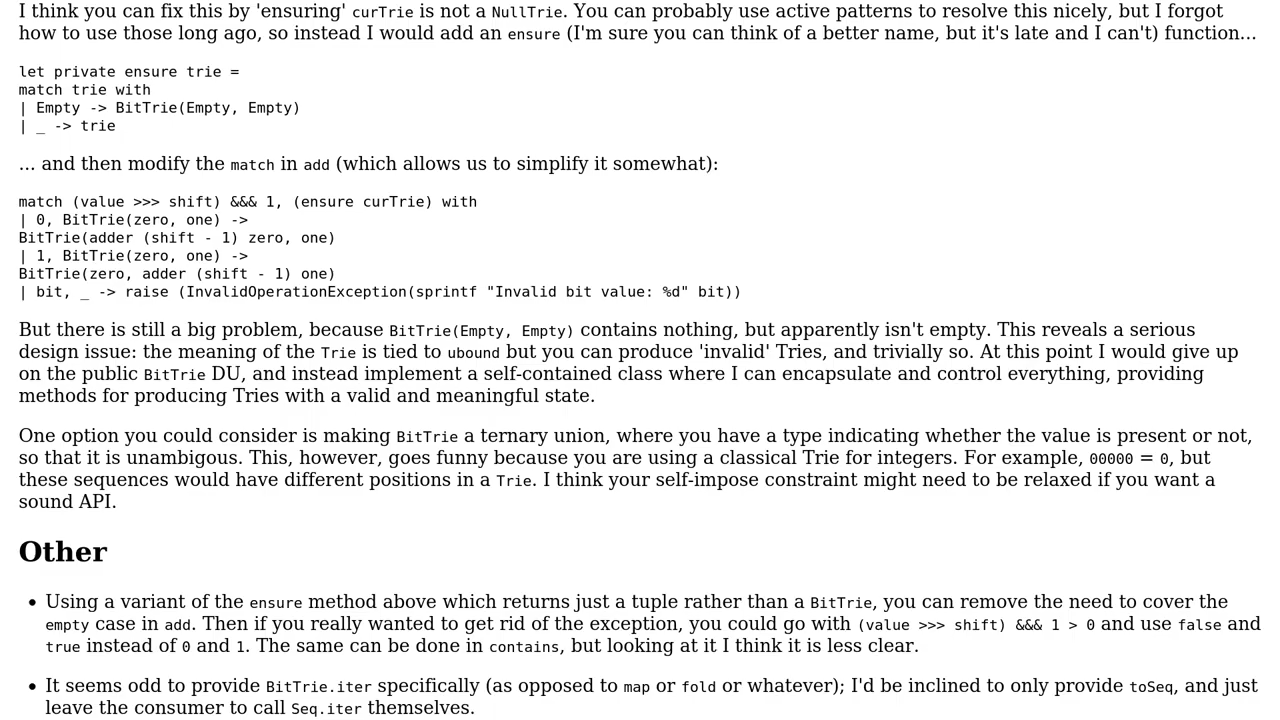 I think you can fix this by 'ensuring' curTrie is not a NullTrie. You can probably use active patterns to resolve this nicely, but I forgot
how to use those long ago, so instead I would add an ensure (I'm sure you can think of a better name, but it's late and I can't) function...
let private ensure trie =
match trie with
| Empty -> BitTrie(Empty, Empty)
| _ -> trie
... and then modify the match in add (which allows us to simplify it somewhat):
match (value >>> shift) &&& 1, (ensure curTrie) with
| 0, BitTrie(zero, one) ->
BitTrie(adder (shift - 1) zero, one)
| 1, BitTrie(zero, one) ->
BitTrie(zero, adder (shift - 1) one)
| bit, _ -> raise (InvalidOperationException(sprintf "Invalid bit value: %d" bit))
But there is still a big problem, because BitTrie(Empty, Empty) contains nothing, but apparently isn't empty. This reveals a serious
design issue: the meaning of the Trie is tied to ubound but you can produce 'invalid' Tries, and trivially so. At this point I would give up
on the public BitTrie DU, and instead implement a self-contained class where I can encapsulate and control everything, providing
methods for producing Tries with a valid and meaningful state.
One option you could consider is making BitTrie a ternary union, where you have a type indicating whether the value is present or not,
so that it is unambigous. This, however, goes funny because you are using a classical Trie for integers. For example, 00000 = 0, but
these sequences would have different positions in a Trie. I think your self-impose constraint might need to be relaxed if you want a
sound API.
Other
• Using a variant of the ensure method above which returns just a tuple rather than a BitTrie, you can remove the need to cover the
empty case in add. Then if you really wanted to get rid of the exception, you could go with (value >>> shift) &&& 1 > 0 and use false and
true instead of 0 and 1. The same can be done in contains, but looking at it I think it is less clear.
• It seems odd to provide BitTrie.iter specifically (as opposed to map or fold or whatever); I'd be inclined to only provide toSeq, and just
leave the consumer to call Seq.iter themselves.